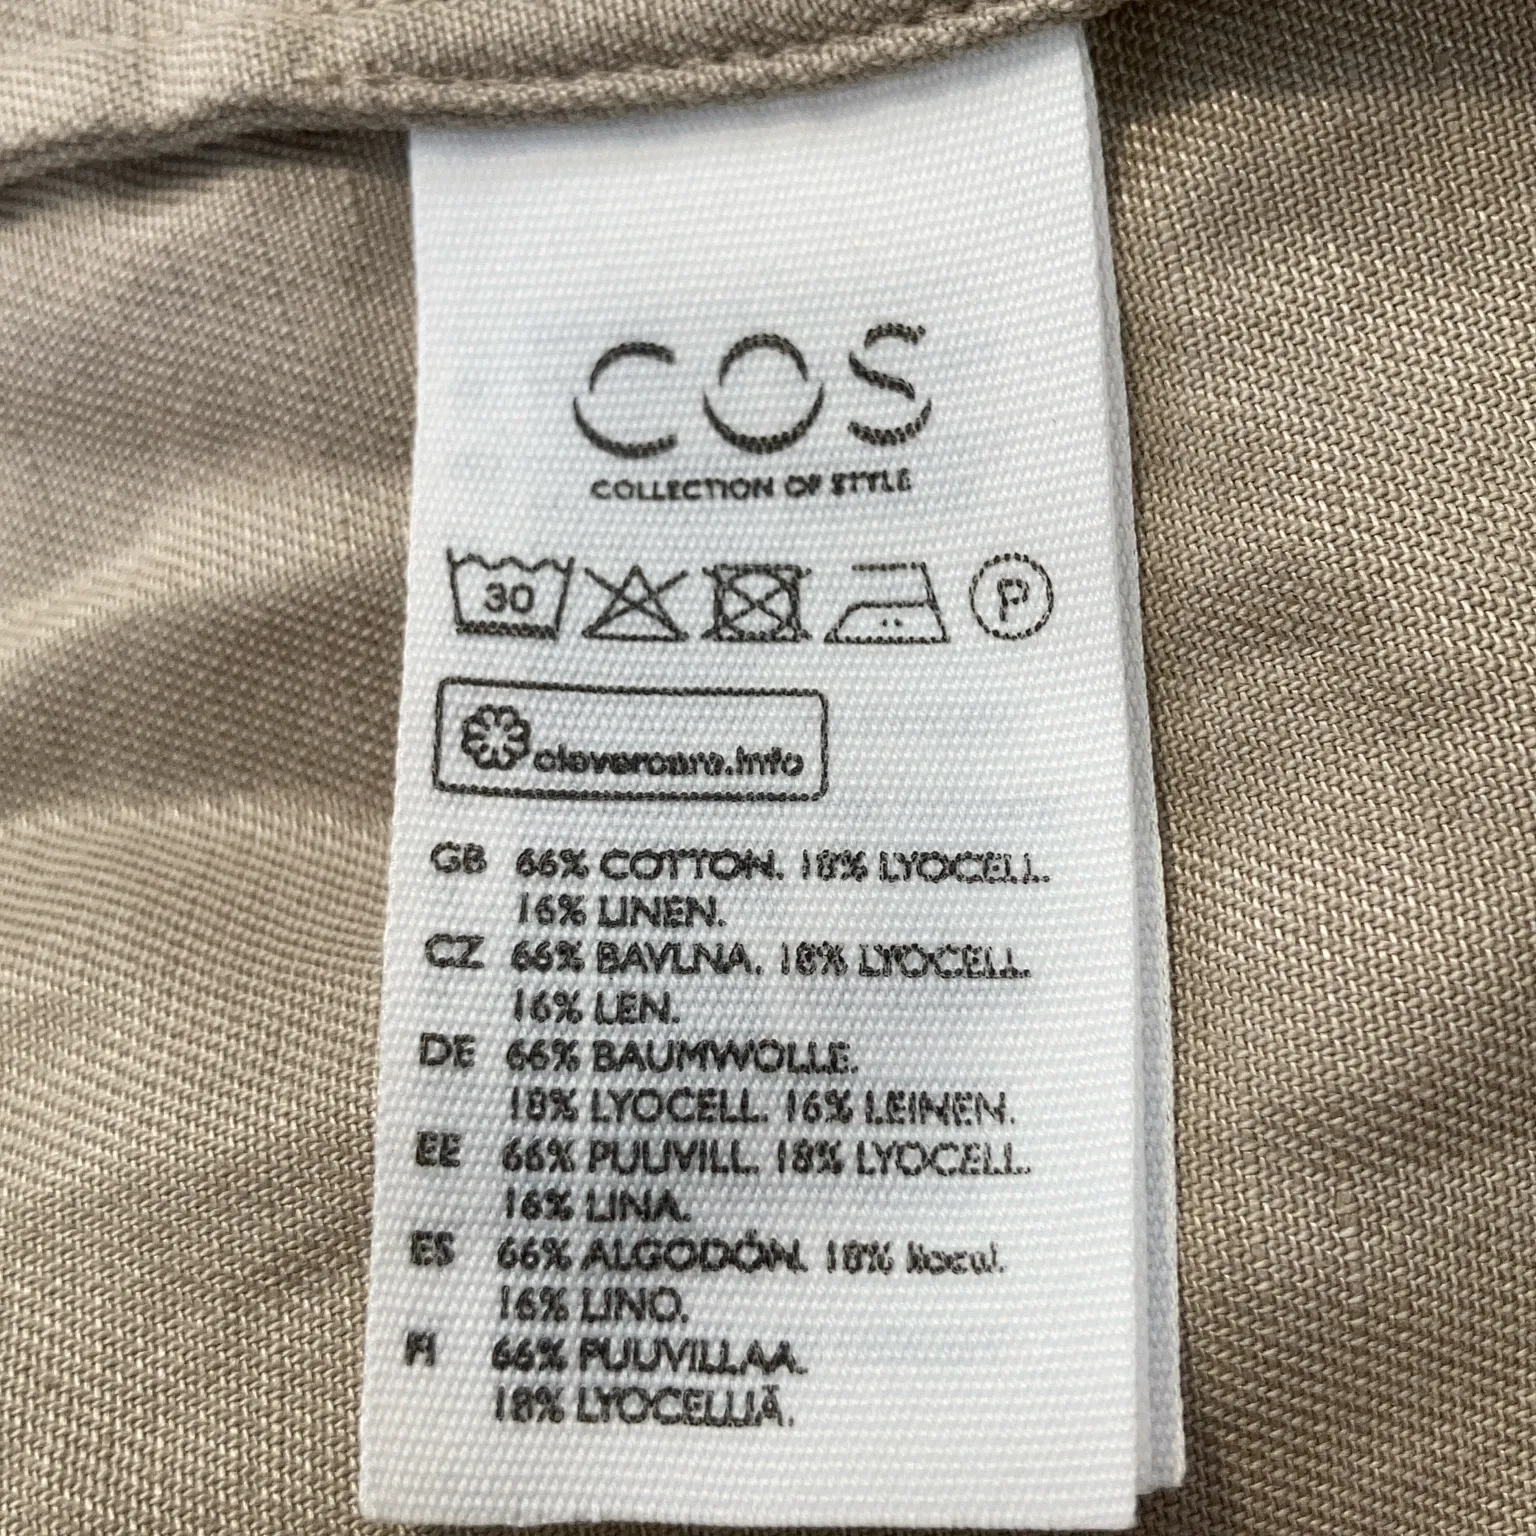 COS
COLLECTION OF STYLE
30
P
clevercare.info
GB 66% COTTON. 18% LYOCELL.
16% LINEN.
CZ 66% BAVLNA. 18% LYOCELL.
16% LEN.
DE 66% BAUMWOLLE.
18% LYOCELL. 16% LEINEN.
EE 66% PUUVILL. 18% LYOCELL.
16% LINA.
ES 66% ALGODÓN. 18%
16% LINO.
FI 66% PUUVILLAA.
18% LYOCELLIÄ.